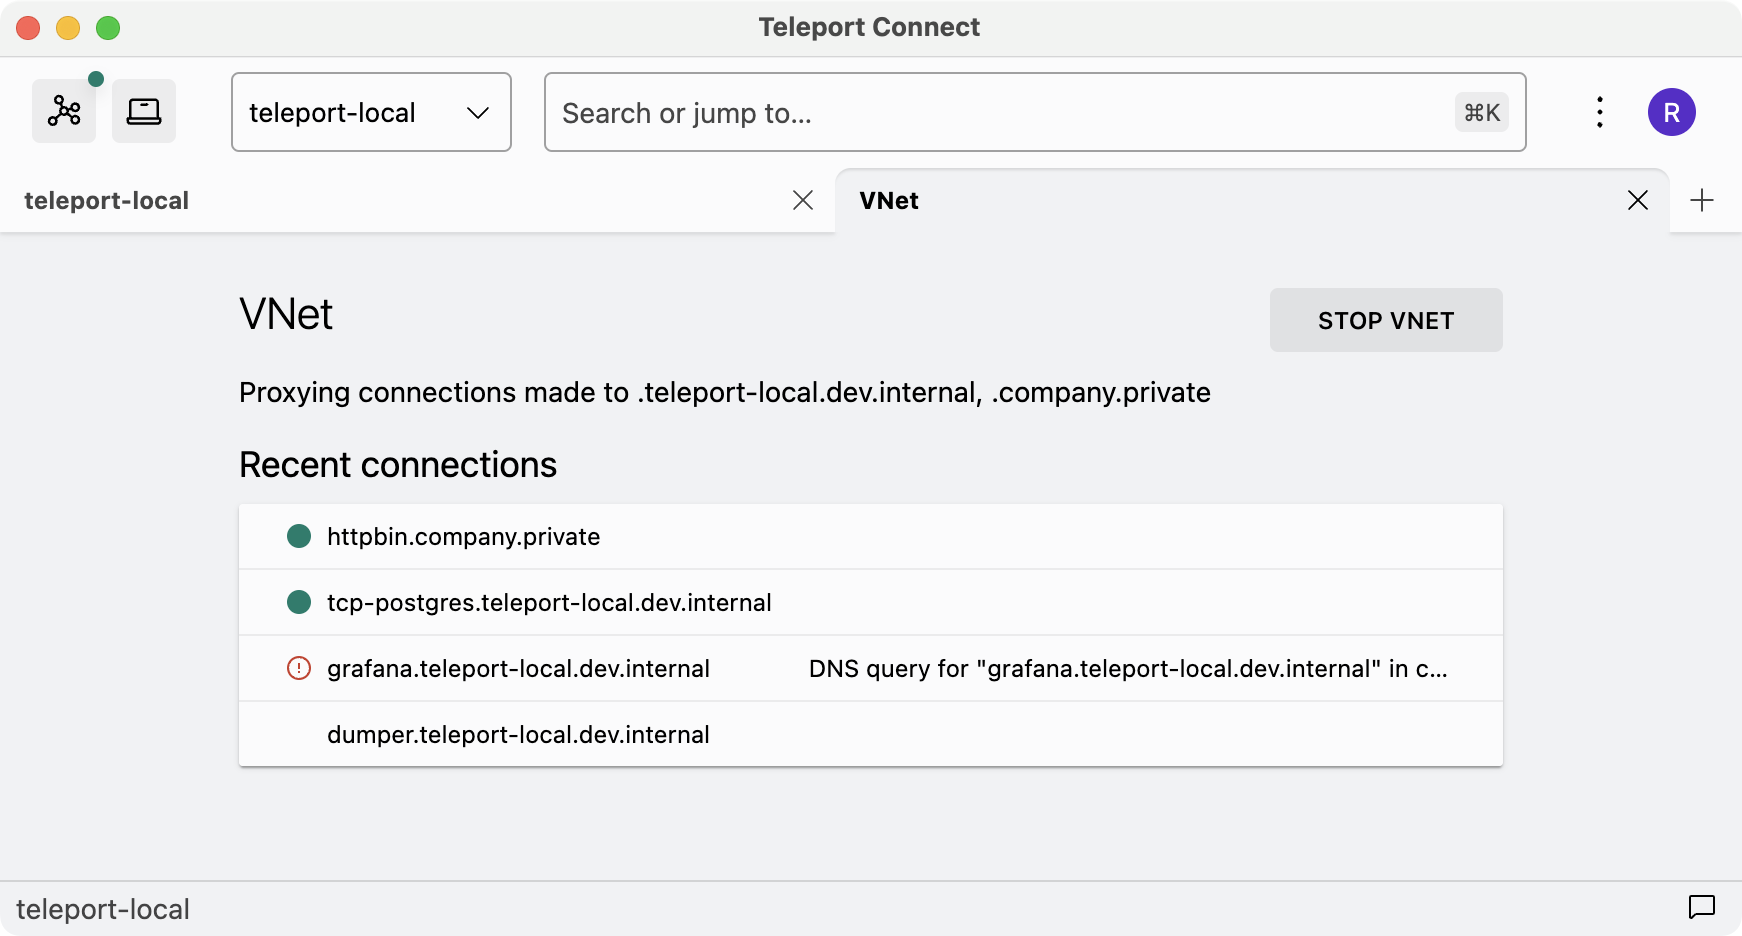 Teleport Connect
teleport-local
Search or jump to...
⌘K
R
teleport-local
VNet
VNet
STOP VNET
Proxying connections made to .teleport-local.dev.internal, .company.private
Recent connections
httpbin.company.private
tcp-postgres.teleport-local.dev.internal
grafana.teleport-local.dev.internal DNS query for "grafana.teleport-local.dev.internal" in c...
dumper.teleport-local.dev.internal
teleport-local